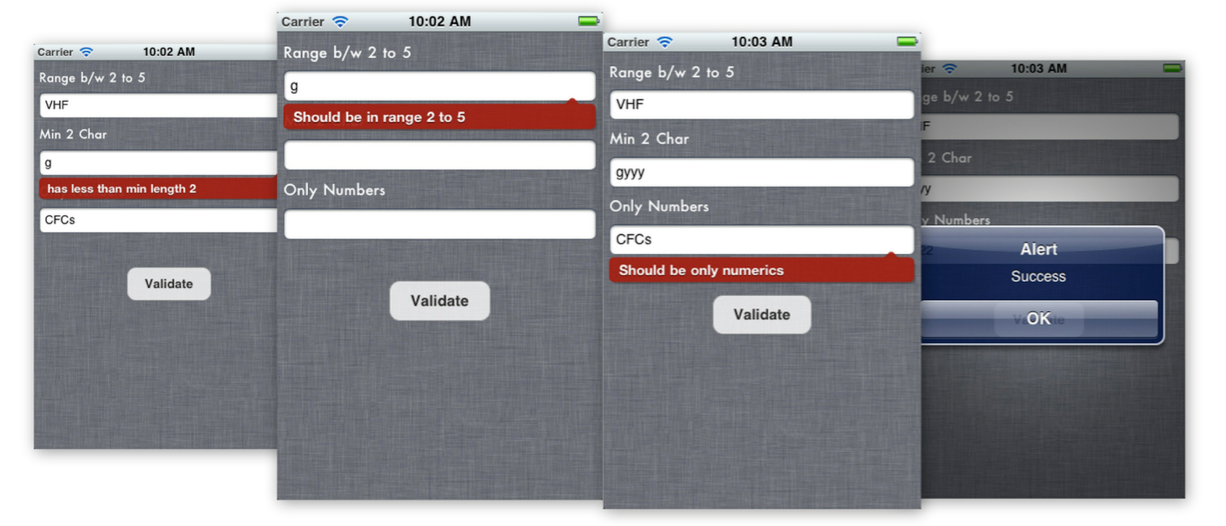 Carrier 10:02 AM
Range b/w 2 to 5
VHF
Min 2 Char
g
has less than min length 2
CFCs
Validate
Carrier 10:02 AM
Range b/w 2 to 5
g
Should be in range 2 to 5
Only Numbers
Validate
Carrier 10:03 AM
Range b/w 2 to 5
VHF
Min 2 Char
gyyy
Only Numbers
CFCs
Should be only numerics
Validate
ier 10:03 AM
ge b/w 2 to 5
F
2 Char
yy
y Numbers
22
Alert
Success
OK